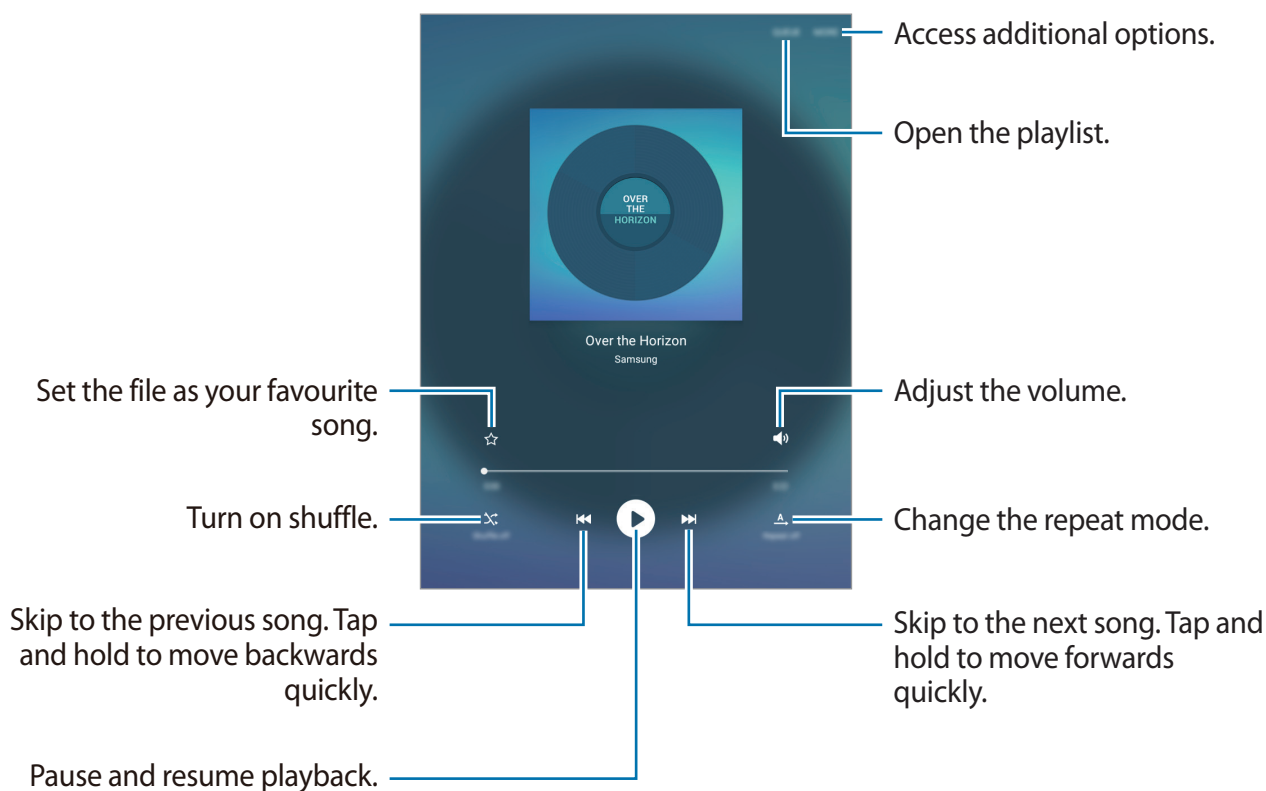 Access additional options.
Open the playlist.
OVER
THE
HORIZON
Over the Horizon
Samsung
Set the file as your favourite
song.
Adjust the volume.
Turn on shuffle.
Change the repeat mode.
Skip to the previous song. Tap
and hold to move backwards
quickly.
Skip to the next song. Tap and
hold to move forwards
quickly.
Pause and resume playback.
A